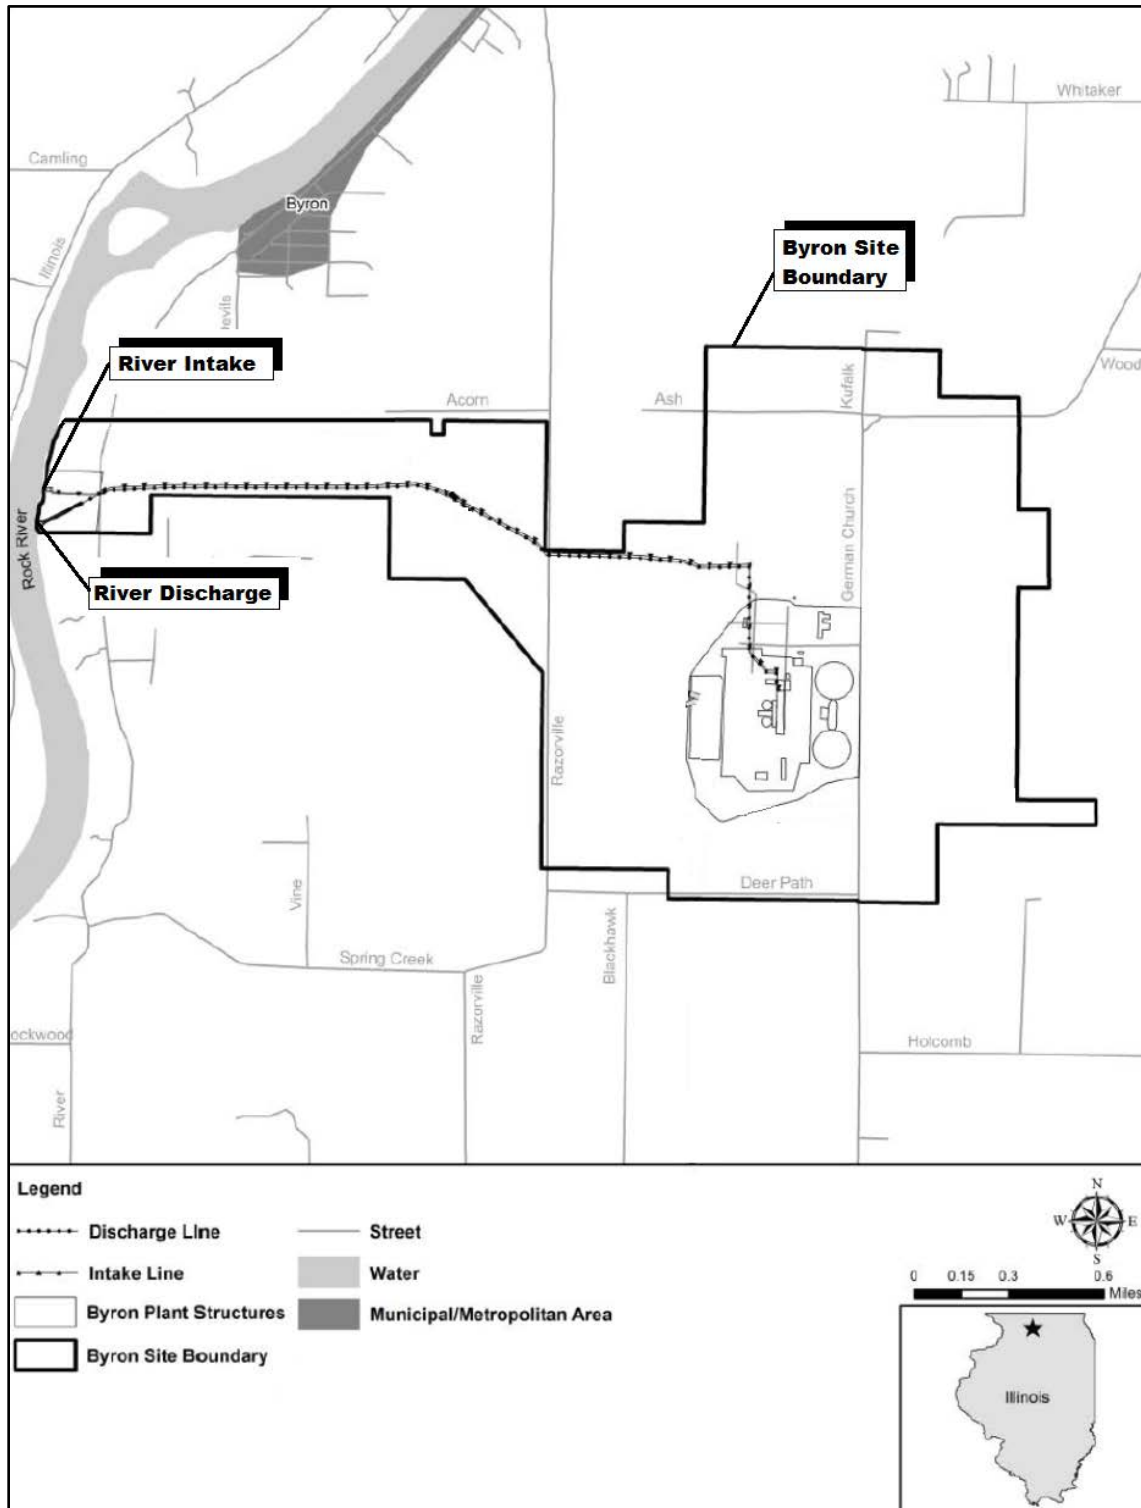 Whitaker
Camling
Byron
Byron Site
Boundary
Illinois
evils
River Intake
Wood
Kufalk
Acorn
Ash
Rock River
German Church
River Discharge
Razorville
Deer Path
Vine
Blackhawk
Spring Creek
Razorville
ockwood
Holcomb
River
Legend
Discharge Line
Street
Intake Line
Water
Byron Plant Structures
Municipal/Metropolitan Area
Byron Site Boundary
N
W
E
S
0 0.15 0.3 0.6
Miles
Illinois